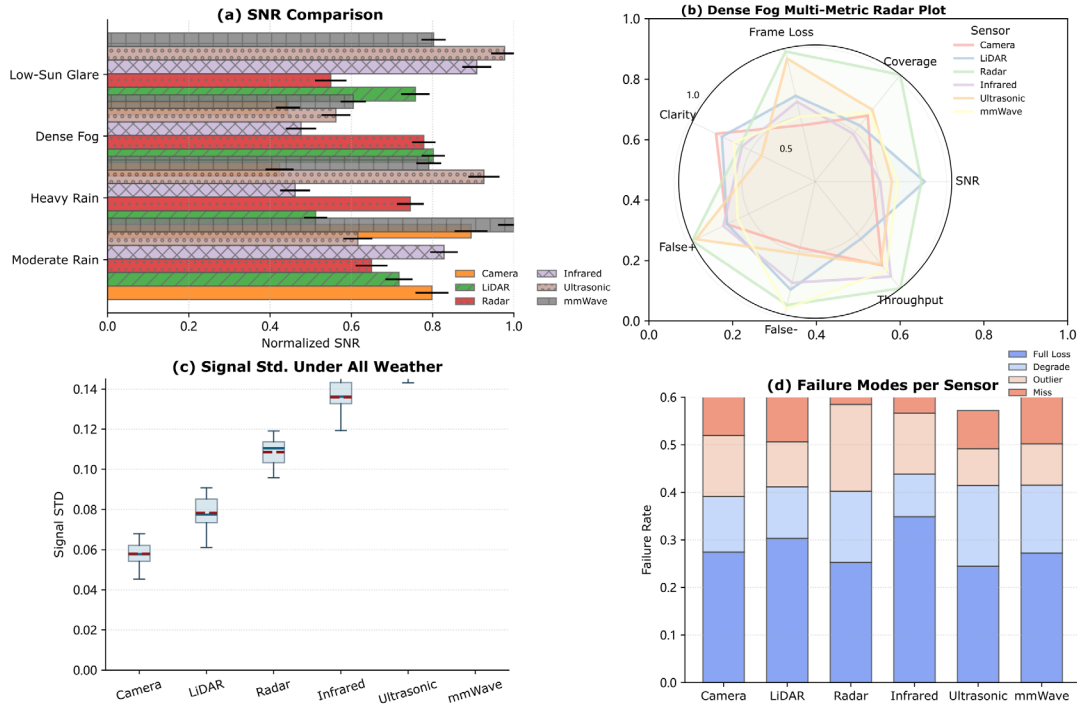 (a) SNR Comparison
Low-Sun Glare
Dense Fog
Heavy Rain
Moderate Rain
0.0
0.2
0.4
0.6
0.8
1.0
Normalized SNR
Camera
LiDAR
Radar
Infrared
Ultrasonic
mmWave
(b) Dense Fog Multi-Metric Radar Plot
1.0
0.8
0.6
0.4
0.2
0.0
0.0
0.2
0.4
0.6
0.8
1.0
Frame Loss
Coverage
Clarity
SNR
False+
False-
Throughput
1.0
0.5
Sensor
Camera
LiDAR
Radar
Infrared
Ultrasonic
mmWave
(c) Signal Std. Under All Weather
Signal STD
0.14
0.12
0.10
0.08
0.06
0.04
0.02
0.00
Camera
LiDAR
Radar
Infrared
Ultrasonic
mmWave
(d) Failure Modes per Sensor
Full Loss
Degrade
Outlier
Miss
Failure Rate
0.6
0.5
0.4
0.3
0.2
0.1
0.0
Camera
LiDAR
Radar
Infrared
Ultrasonic
mmWave